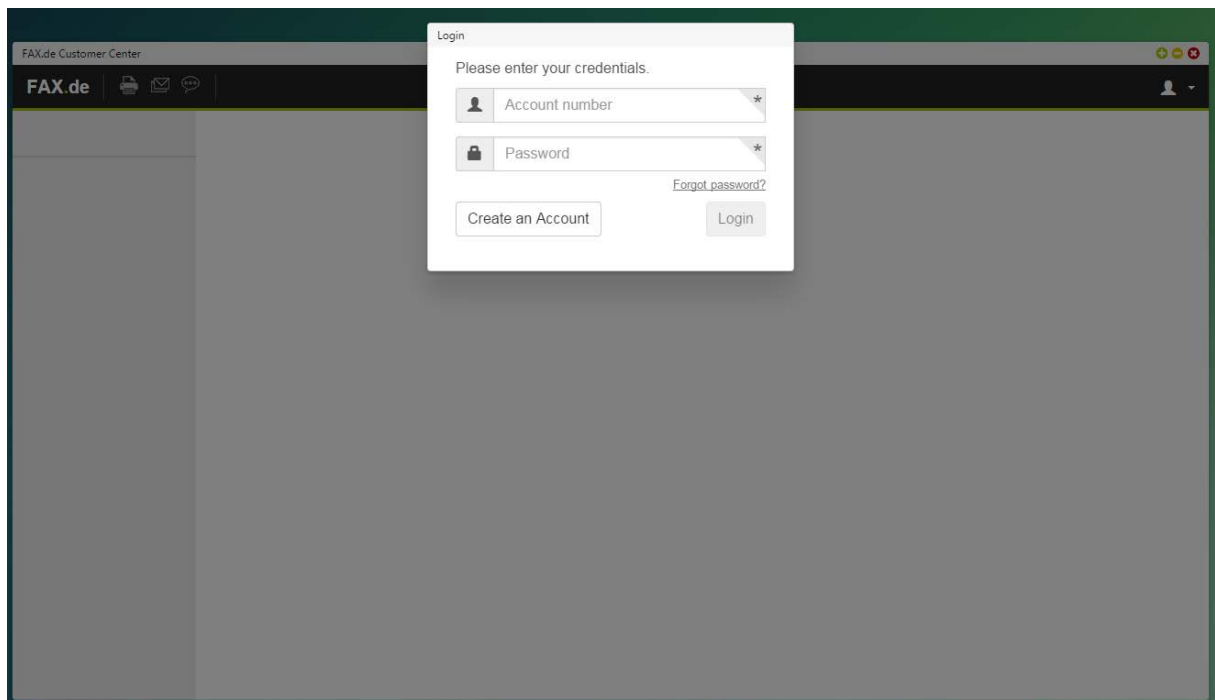 Login
FAX.de Customer Center
Please enter your credentials.
FAX.de
Account number *
Password *
Forgot password?
Create an Account
Login